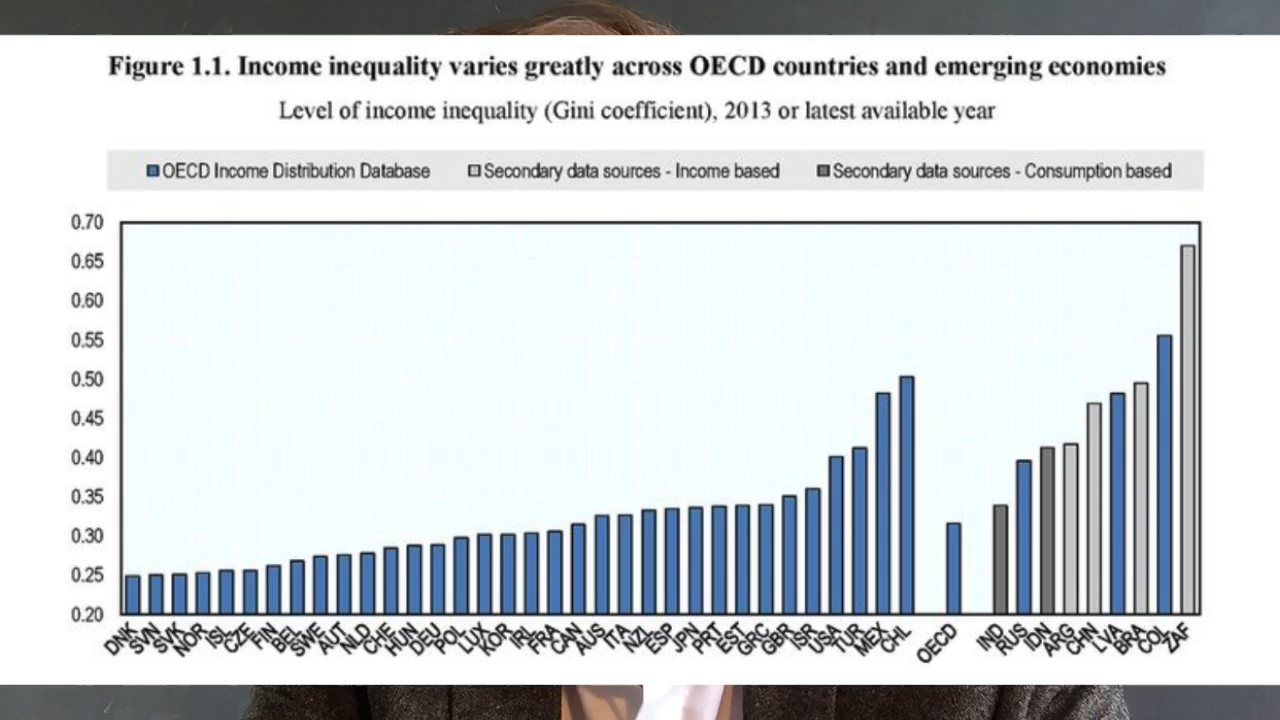 Figure 1.1. Income inequality varies greatly across OECD countries and emerging economies
Level of income inequality (Gini coefficient), 2013 or latest available year
OECD Income Distribution Database Secondary data sources - Income based Secondary data sources - Consumption based
0.70
0.65
0.60
0.55
0.50
0.45
0.40
0.35
0.30
0.25
0.20
DNK SVN SVK NOR ISL CZE FIN BEL SWE AUT NLD CHE HUN DEU POL LUX KOR IRL FRA CAN AUS ITA NZL ESP JPN PRT EST GRC GBR ISR USA TUR MEX CHL OECD IND RUS IDN ARG CHN LVA BRA COL ZAF